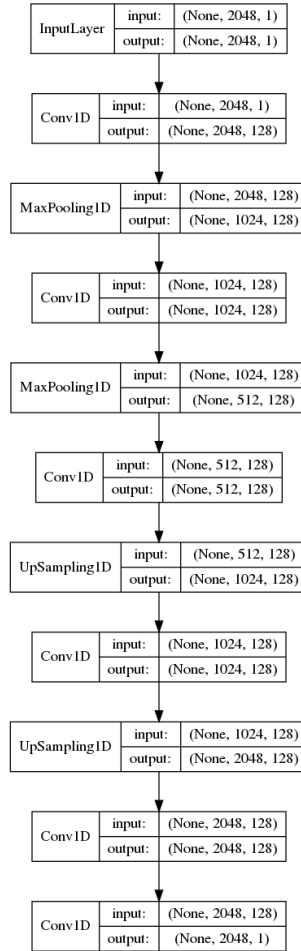 InputLayer
input: (None, 2048, 1)
output: (None, 2048, 1)
Conv1D
input: (None, 2048, 1)
output: (None, 2048, 128)
MaxPooling1D
input: (None, 2048, 128)
output: (None, 1024, 128)
Conv1D
input: (None, 1024, 128)
output: (None, 1024, 128)
MaxPooling1D
input: (None, 1024, 128)
output: (None, 512, 128)
Conv1D
input: (None, 512, 128)
output: (None, 512, 128)
UpSampling1D
input: (None, 512, 128)
output: (None, 1024, 128)
Conv1D
input: (None, 1024, 128)
output: (None, 1024, 128)
UpSampling1D
input: (None, 1024, 128)
output: (None, 2048, 128)
Conv1D
input: (None, 2048, 128)
output: (None, 2048, 128)
Conv1D
input: (None, 2048, 128)
output: (None, 2048, 1)